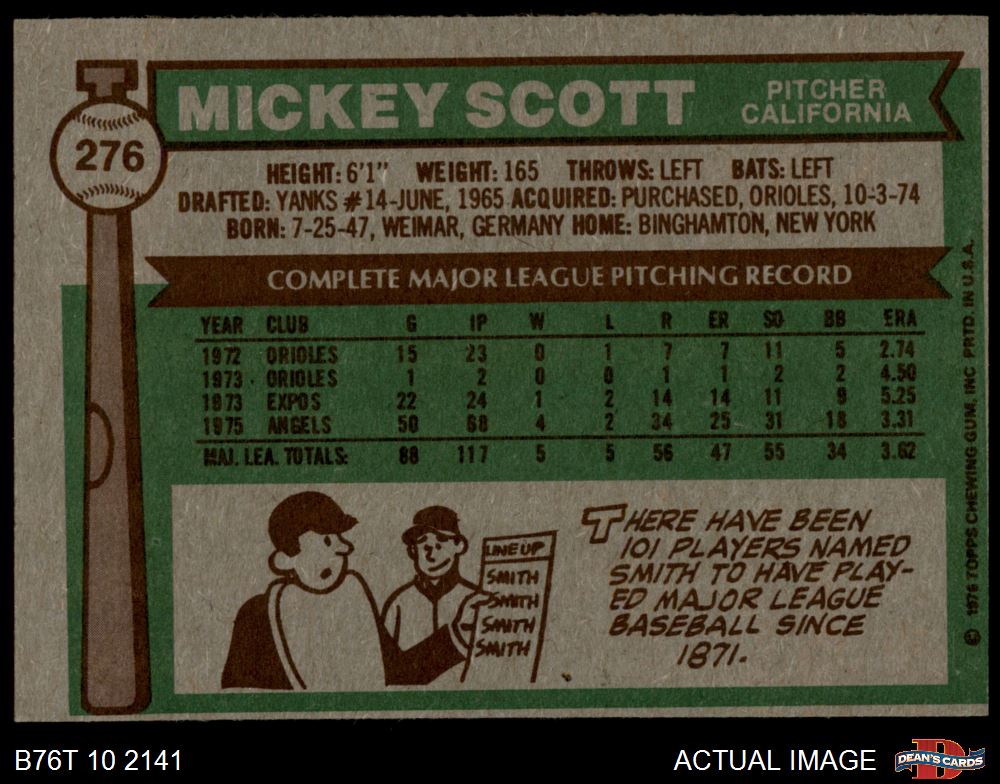 MICKEY SCOTT
PITCHER
CALIFORNIA
276
HEIGHT: 6'1" WEIGHT: 165 THROWS: LEFT BATS: LEFT
DRAFTED: YANKS #14-JUNE, 1965 ACQUIRED: PURCHASED, ORIOLES, 10-3-74
BORN: 7-25-47, WEIMAR, GERMANY HOME: BINGHAMTON, NEW YORK
COMPLETE MAJOR LEAGUE PITCHING RECORD
YEAR CLUB G IP W L R ER SO BB ERA
1972 ORIOLES 15 23 0 1 7 7 11 5 2.74
1973 ORIOLES 1 2 0 0 1 1 2 2 4.50
1973 EXPOS 22 24 1 2 14 14 11 9 5.25
1975 ANGELS 50 68 4 2 34 25 31 18 3.31
MAJ. LEA. TOTALS: 88 117 5 5 56 47 55 34 3.62
LINE UP
SMITH
SMITH
SMITH
SMITH
THERE HAVE BEEN
101 PLAYERS NAMED
SMITH TO HAVE PLAY-
ED MAJOR LEAGUE
BASEBALL SINCE
1871.
© 1976 TOPPS CHEWING GUM, INC PRTD. IN U.S.A.
B76T 10 2141
ACTUAL IMAGE
DEAN'S CARDS